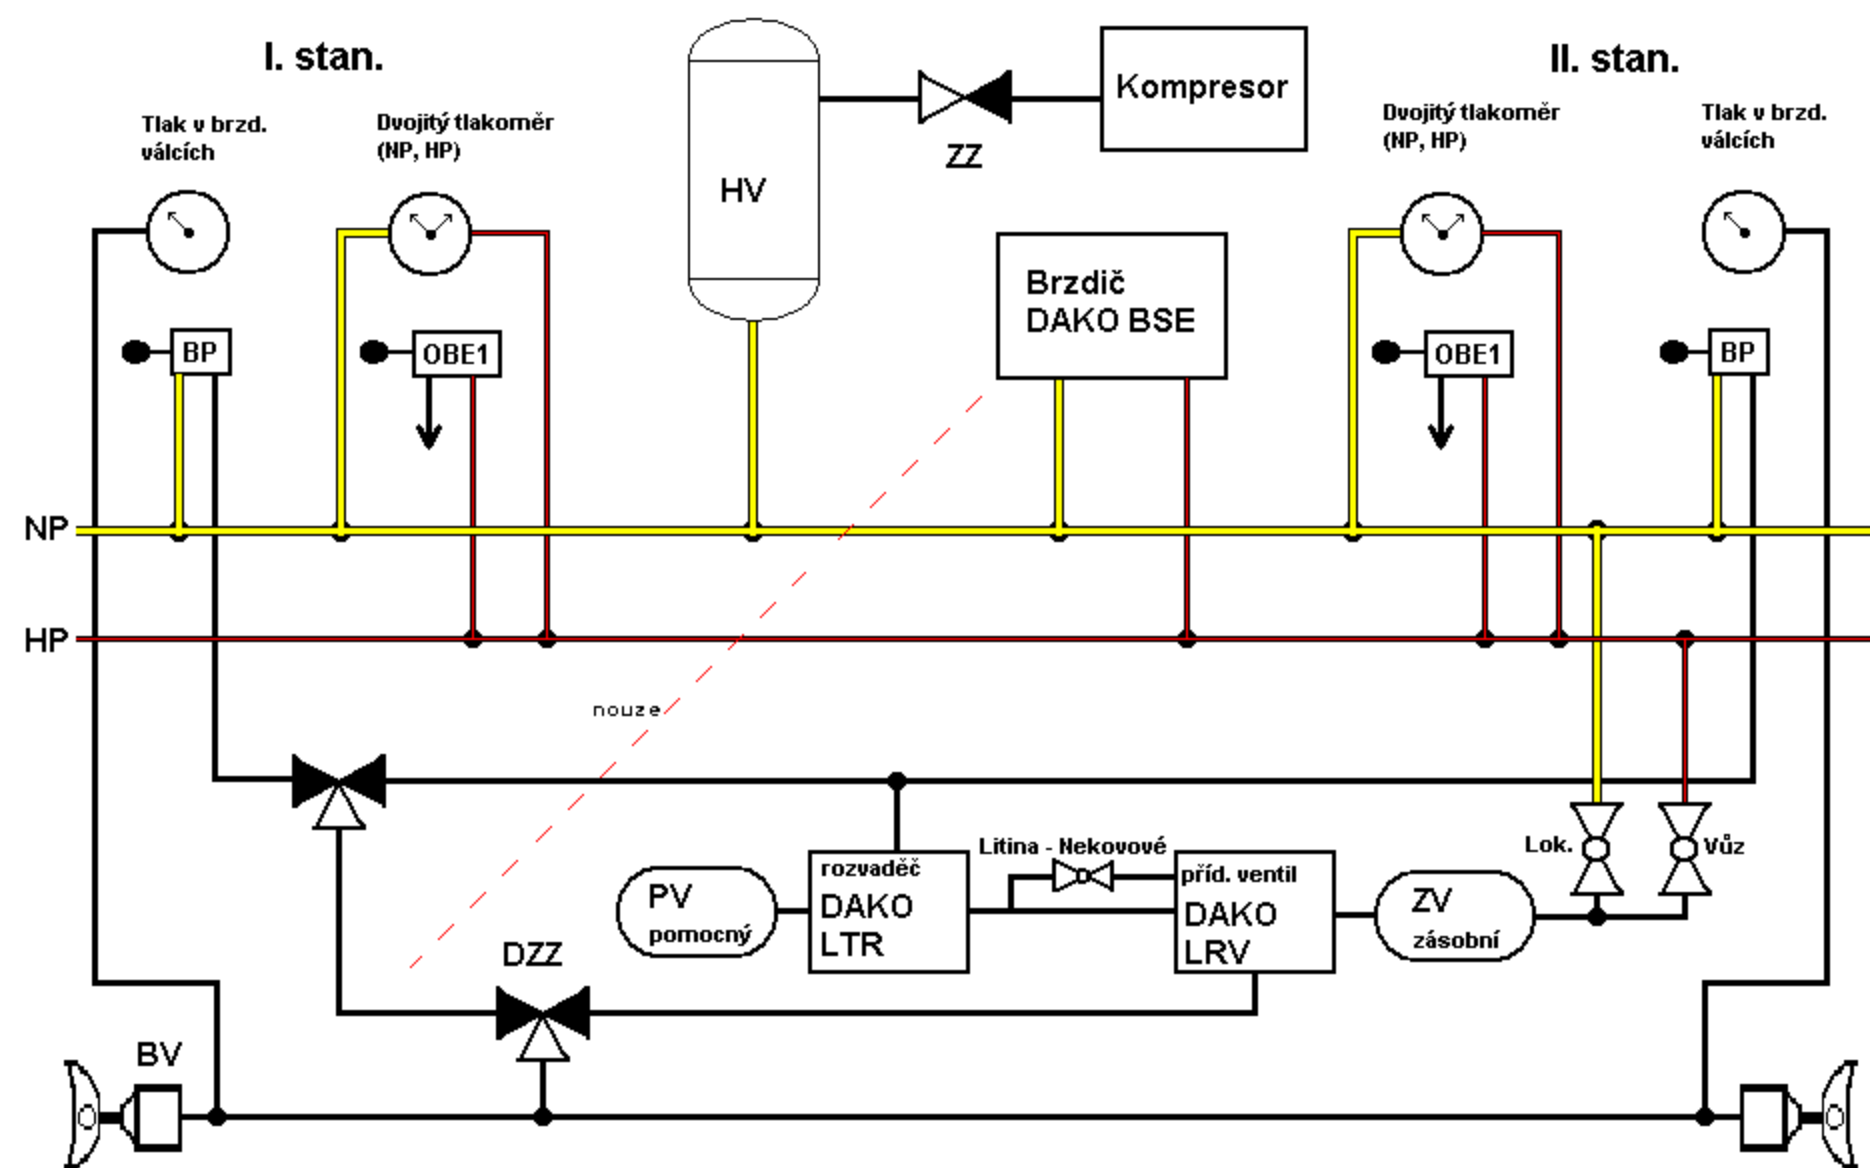 I. stan.
II. stan.
Tlak v brzd.
válcích
Dvojitý tlakoměr
(NP, HP)
HV
ZZ
Kompresor
Dvojitý tlakoměr
(NP, HP)
Tlak v brzd.
válcích
BP
OBE1
Brzdič
DAKO BSE
OBE1
BP
NP
HP
nouze
Litina - Nekovové
Lok.
Vůz
PV
pomocný
rozvaděč
DAKO
LTR
příd. ventil
DAKO
LRV
ZV
zásobní
DZZ
BV